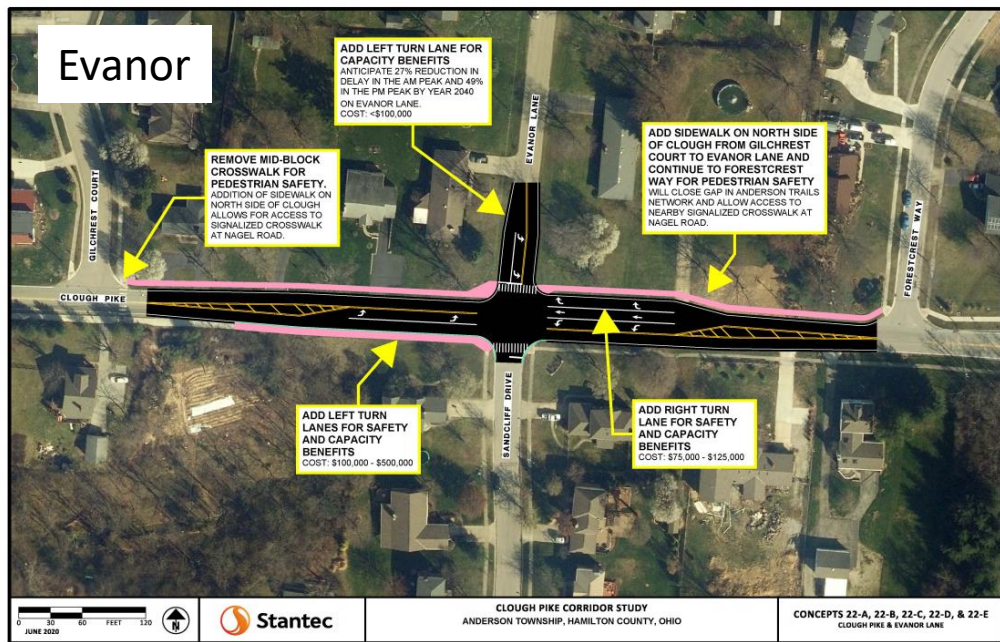 Evanor
ADD LEFT TURN LANE FOR
CAPACITY BENEFITS
ANTICIPATE 27% REDUCTION IN
DELAY IN THE AM PEAK AND 49%
IN THE PM PEAK BY YEAR 2040
ON EVANOR LANE.
COST: <$100,000
EVANOR LANE
ADD SIDEWALK ON NORTH SIDE
OF CLOUGH FROM GILCHREST
COURT TO EVANOR LANE AND
CONTINUE TO FORESTCREST
WAY FOR PEDESTRIAN SAFETY
WILL CLOSE GAP IN ANDERSON TRAILS
NETWORK AND ALLOW ACCESS TO
NEARBY SIGNALIZED CROSSWALK AT
NAGEL ROAD.
REMOVE MID-BLOCK
CROSSWALK FOR
PEDESTRIAN SAFETY.
ADDITION OF SIDEWALK ON
NORTH SIDE OF CLOUGH
ALLOWS FOR ACCESS TO
SIGNALIZED CROSSWALK
AT NAGEL ROAD.
GILCHREST COURT
FORESTCREST WAY
CLOUGH PIKE
ADD LEFT TURN
LANES FOR SAFETY
AND CAPACITY
BENEFITS
COST: $100,000 - $500,000
SANDCLIFF DRIVE
ADD RIGHT TURN
LANE FOR SAFETY
AND CAPACITY
BENEFITS
COST: $75,000 - $125,000
0 30 60 FEET 120
JUNE 2020
Stantec
CLOUGH PIKE CORRIDOR STUDY
ANDERSON TOWNSHIP, HAMILTON COUNTY, OHIO
CONCEPTS 22-A, 22-B, 22-C, 22-D, & 22-E
CLOUGH PIKE & EVANOR LANE